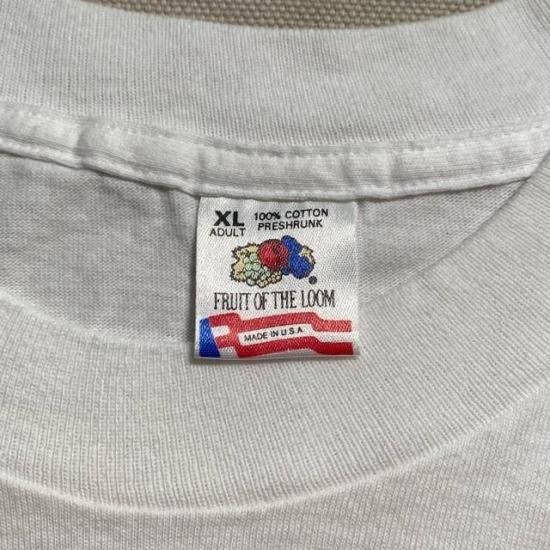 XL 100% COTTON
ADULT PRESHRUNK
®
FRUIT OF THE LOOM
MADE IN U.S.A.